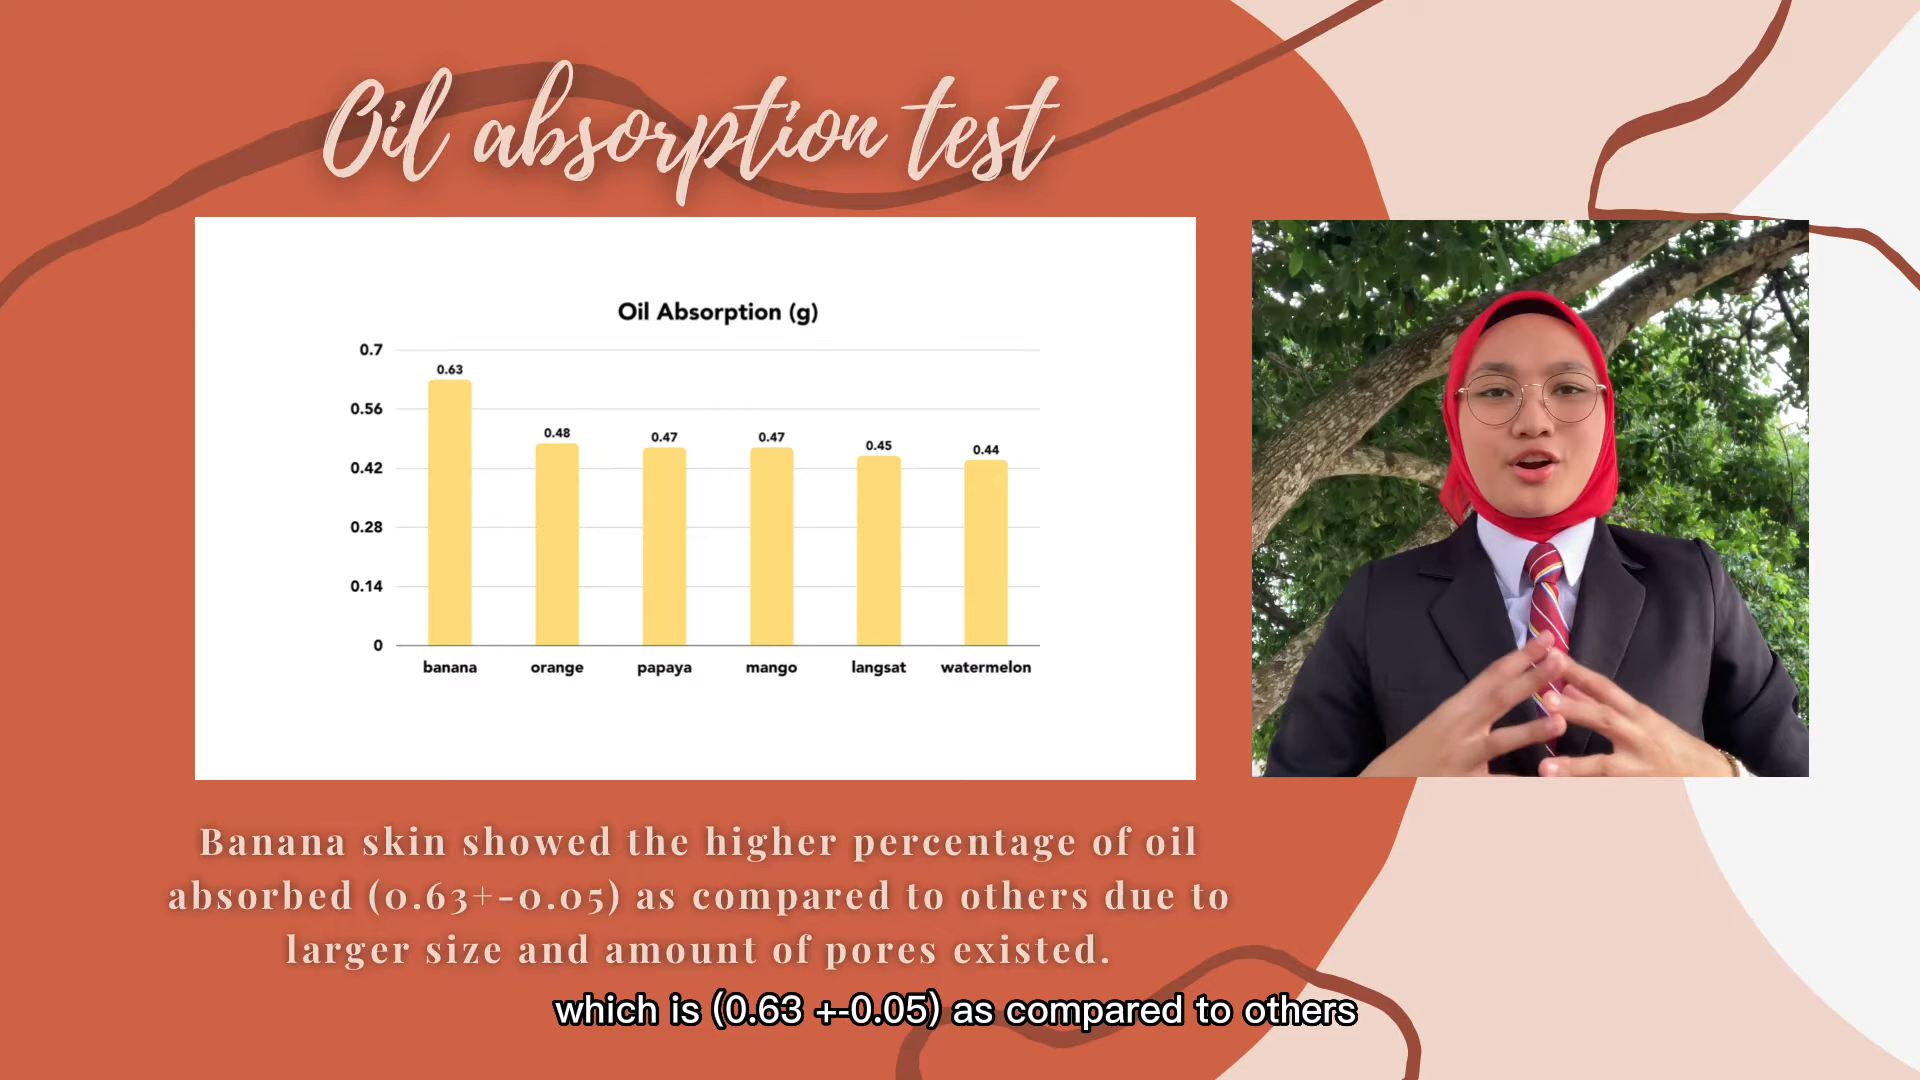 Oil absorption test
Oil Absorption (g)
0.7
0.56
0.42
0.28
0.14
0
0.63
0.48
0.47
0.47
0.45
0.44
banana
orange
papaya
mango
langsat
watermelon
Banana skin showed the higher percentage of oil
absorbed (0.63+-0.05) as compared to others due to
larger size and amount of pores existed.
which is (0.63 +-0.05) as compared to others